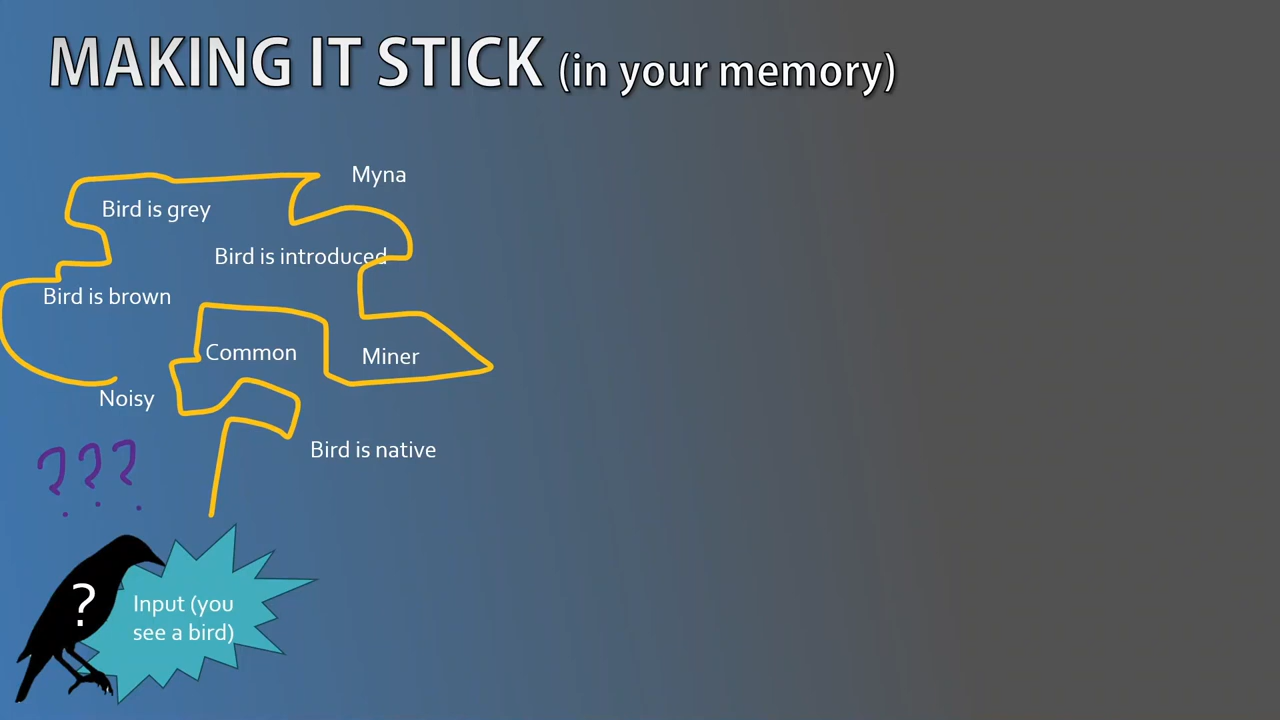 MAKING IT STICK (in your memory)
Myna
Bird is grey
Bird is introduced
Bird is brown
Common
Miner
Noisy
Bird is native
???
?
Input (you
see a bird)